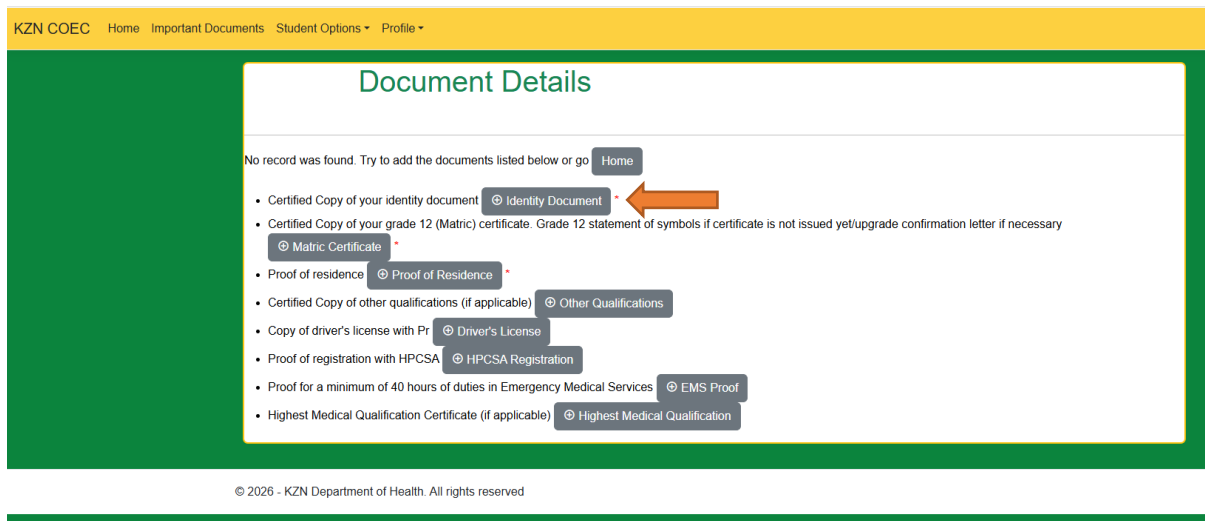 KZN COEC Home Important Documents Student Options Profile
Document Details
No record was found. Try to add the documents listed below or go Home
• Certified Copy of your identity document ⊕ Identity Document *
• Certified Copy of your grade 12 (Matric) certificate. Grade 12 statement of symbols if certificate is not issued yet/upgrade confirmation letter if necessary
⊕ Matric Certificate *
• Proof of residence ⊕ Proof of Residence *
• Certified Copy of other qualifications (if applicable) ⊕ Other Qualifications
• Copy of driver's license with Pr ⊕ Driver's License
• Proof of registration with HPCSA ⊕ HPCSA Registration
• Proof for a minimum of 40 hours of duties in Emergency Medical Services ⊕ EMS Proof
• Highest Medical Qualification Certificate (if applicable) ⊕ Highest Medical Qualification
© 2026 - KZN Department of Health. All rights reserved